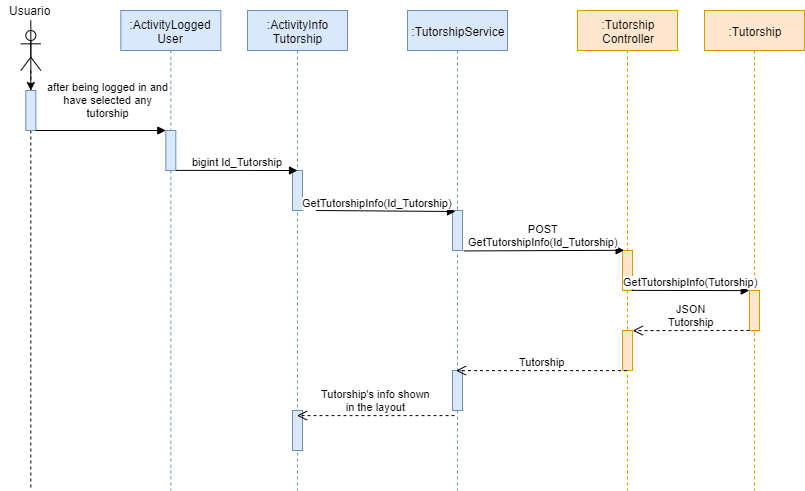 Usuario
:ActivityLogged
User
:ActivityInfo
Tutorship
:TutorshipService
:Tutorship
Controller
:Tutorship
after being logged in and
have selected any
tutorship
bigint Id_Tutorship
GetTutorshipInfo(Id_Tutorship)
POST
GetTutorshipInfo(Id_Tutorship)
GetTutorshipInfo(Tutorship)
JSON
Tutorship
Tutorship
Tutorship's info shown
in the layout